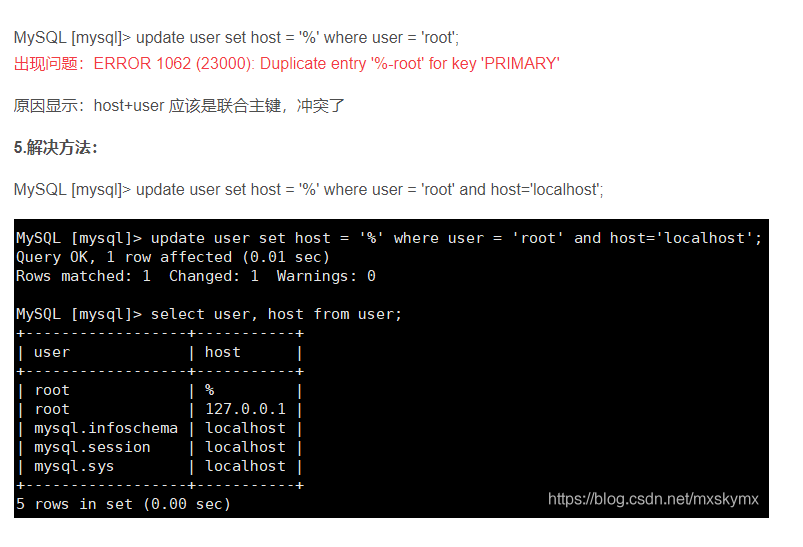 MySQL [mysql]> update user set host = '%' where user = 'root';
出现问题：ERROR 1062 (23000): Duplicate entry '%-root' for key 'PRIMARY'
原因显示：host+user 应该是联合主键，冲突了
5.解决方法：
MySQL [mysql]> update user set host = '%' where user = 'root' and host='localhost';
MySQL [mysql]> update user set host = '%' where user = 'root' and host='localhost';
Query OK, 1 row affected (0.01 sec)
Rows matched: 1  Changed: 1  Warnings: 0
MySQL [mysql]> select user, host from user;
+------------------+-----------+
| user             | host      |
+------------------+-----------+
| root             | %         |
| root             | 127.0.0.1 |
| mysql.infoschema | localhost |
| mysql.session    | localhost |
| mysql.sys        | localhost |
+------------------+-----------+
5 rows in set (0.00 sec)
https://blog.csdn.net/mxskymx